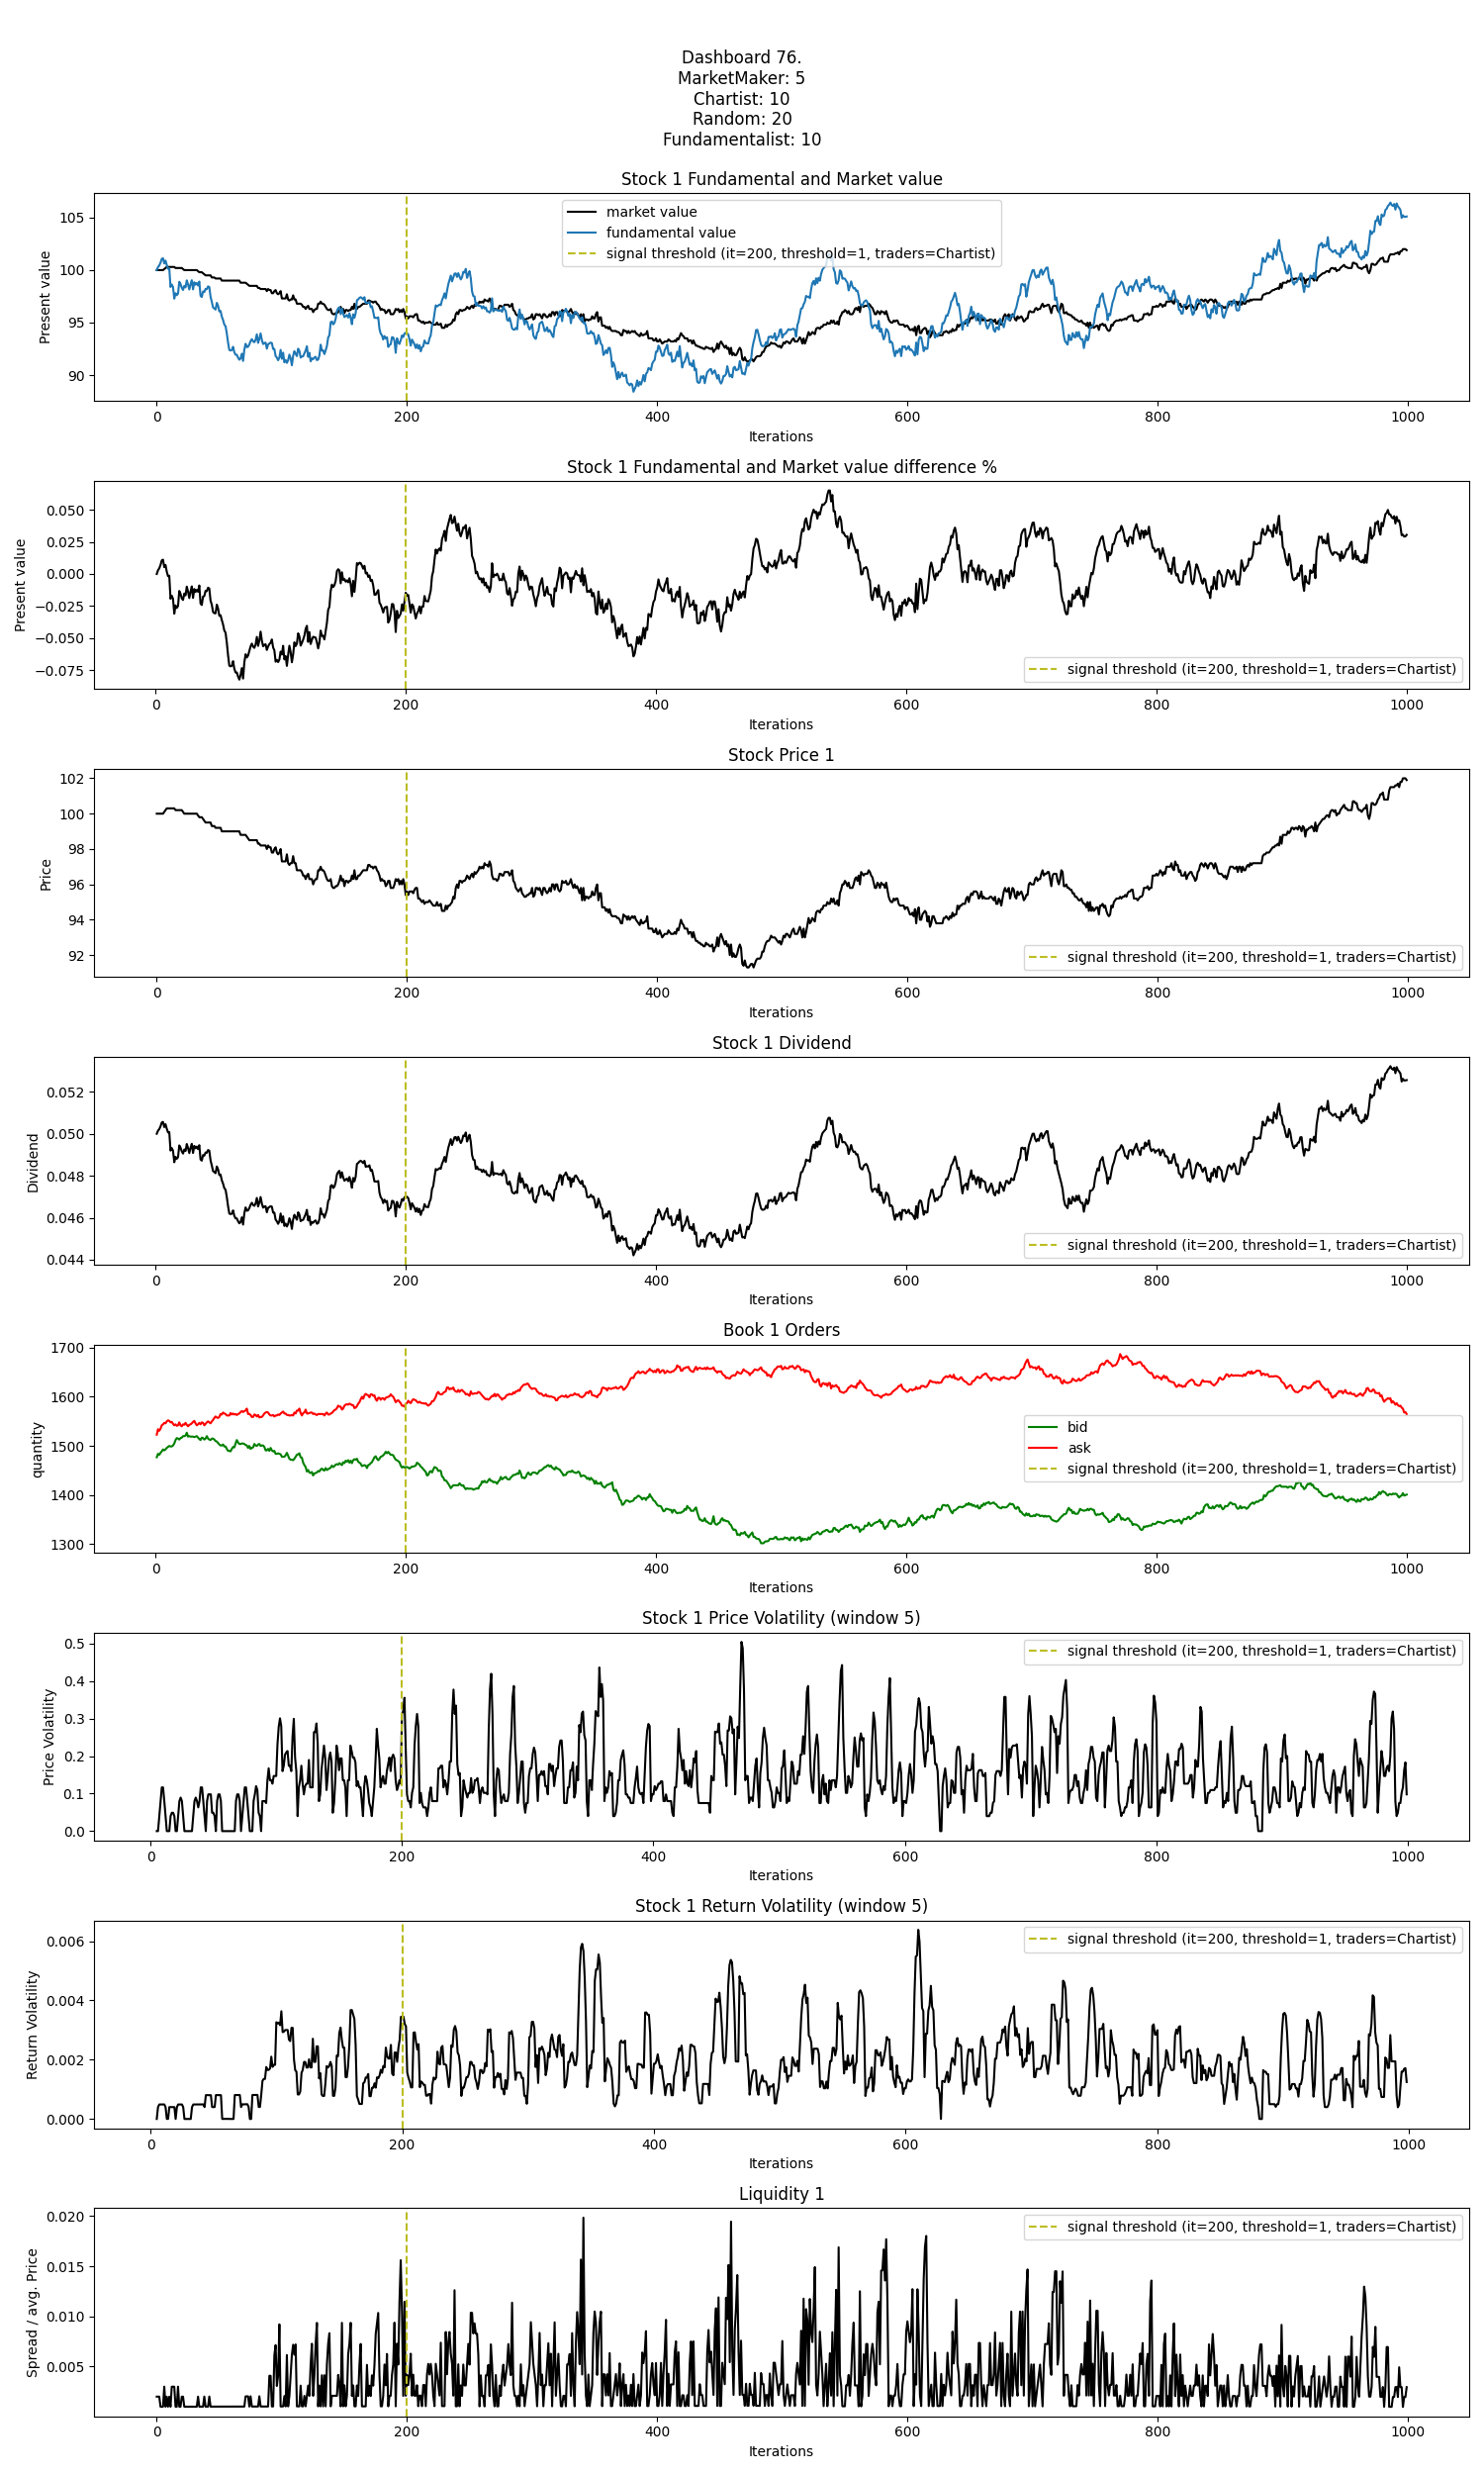 Dashboard 76.
MarketMaker: 5
Chartist: 10
Random: 20
Fundamentalist: 10
Stock 1 Fundamental and Market value
market value
fundamental value
signal threshold (it=200, threshold=1, traders=Chartist)
Present value
105
100
95
90
0 200 400 600 800 1000
Iterations
Stock 1 Fundamental and Market value difference %
Present value
0.050
0.025
0.000
−0.025
−0.050
−0.075
signal threshold (it=200, threshold=1, traders=Chartist)
0 200 400 600 800 1000
Iterations
Stock Price 1
Price
102
100
98
96
94
92
signal threshold (it=200, threshold=1, traders=Chartist)
0 200 400 600 800 1000
Iterations
Stock 1 Dividend
Dividend
0.052
0.050
0.048
0.046
0.044
signal threshold (it=200, threshold=1, traders=Chartist)
0 200 400 600 800 1000
Iterations
Book 1 Orders
quantity
1700
1600
1500
1400
1300
bid
ask
signal threshold (it=200, threshold=1, traders=Chartist)
0 200 400 600 800 1000
Iterations
Stock 1 Price Volatility (window 5)
Price Volatility
0.5
0.4
0.3
0.2
0.1
0.0
signal threshold (it=200, threshold=1, traders=Chartist)
0 200 400 600 800 1000
Iterations
Stock 1 Return Volatility (window 5)
Return Volatility
0.006
0.004
0.002
0.000
signal threshold (it=200, threshold=1, traders=Chartist)
0 200 400 600 800 1000
Iterations
Liquidity 1
Spread / avg. Price
0.020
0.015
0.010
0.005
signal threshold (it=200, threshold=1, traders=Chartist)
0 200 400 600 800 1000
Iterations